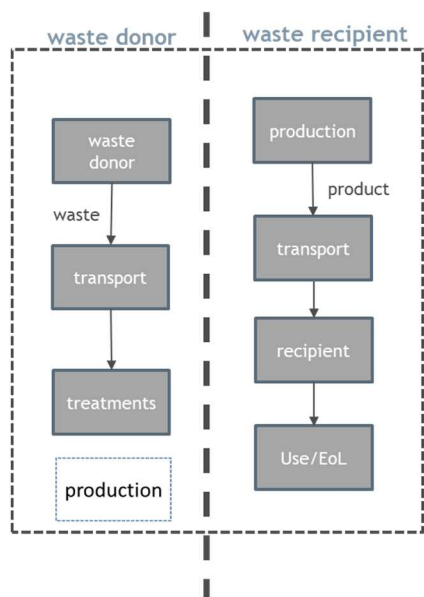 waste donor
waste recipient
waste
donor
waste
transport
treatments
production
production
product
transport
recipient
Use/EoL